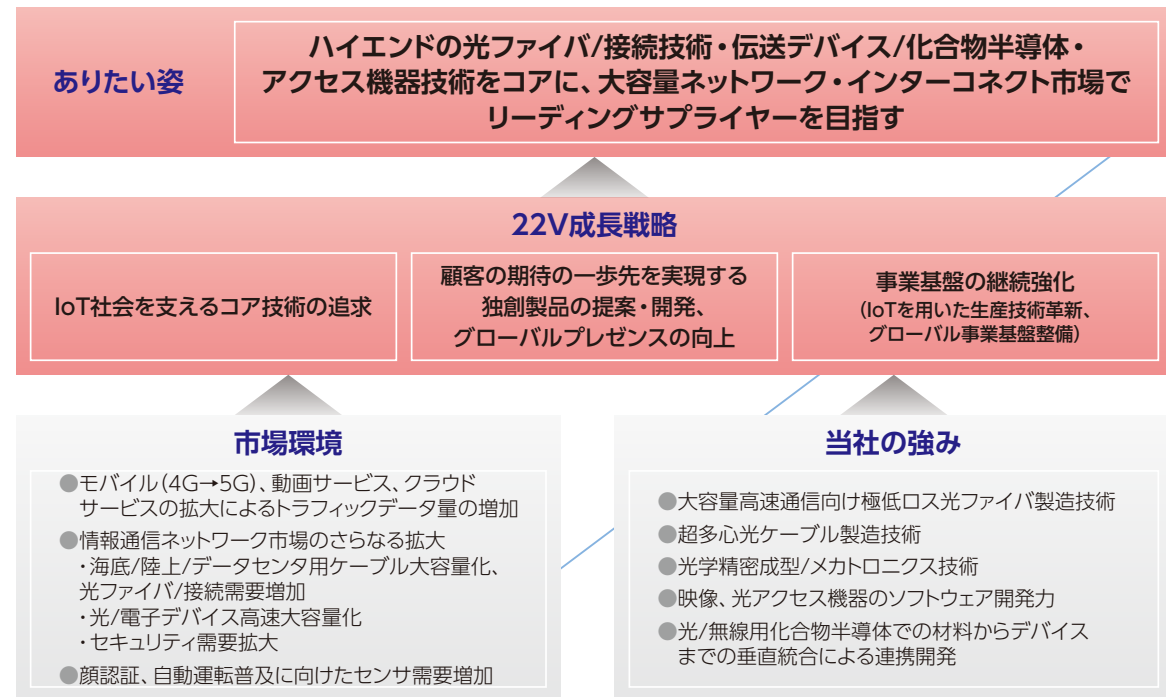 ありたい姿
ハイエンドの光ファイバ/接続技術・伝送デバイス/化合物半導体・
アクセス機器技術をコアに、大容量ネットワーク・インターコネクト市場で
リーディングサプライヤーを目指す
22V成長戦略
IoT社会を支えるコア技術の追求
顧客の期待の一歩先を実現する
独創製品の提案・開発、
グローバルプレゼンスの向上
事業基盤の継続強化
(IoTを用いた生産技術革新、
グローバル事業基盤整備)
市場環境
●モバイル(4G→5G)、動画サービス、クラウド
サービスの拡大によるトラフィックデータ量の増加
●情報通信ネットワーク市場のさらなる拡大
・海底/陸上/データセンタ用ケーブル大容量化、
光ファイバ/接続需要増加
・光/電子デバイス高速大容量化
・セキュリティ需要拡大
●顔認証、自動運転普及に向けたセンサ需要増加
当社の強み
●大容量高速通信向け極低ロス光ファイバ製造技術
●超多心光ケーブル製造技術
●光学精密成型/メカトロニクス技術
●映像、光アクセス機器のソフトウェア開発力
●光/無線用化合物半導体での材料からデバイス
までの垂直統合による連携開発